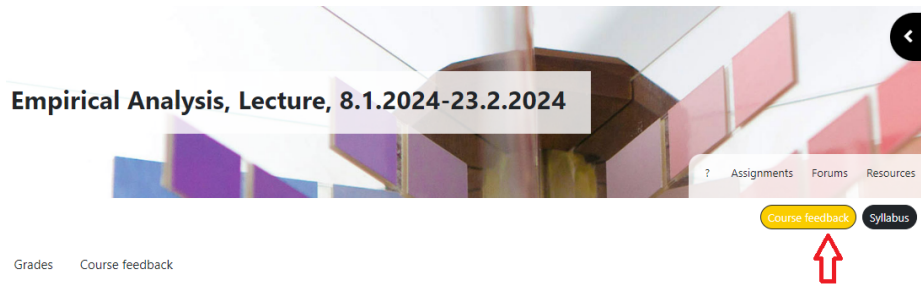 Empirical Analysis, Lecture, 8.1.2024-23.2.2024
? Assignments Forums Resources
Course feedback Syllabus
Grades Course feedback